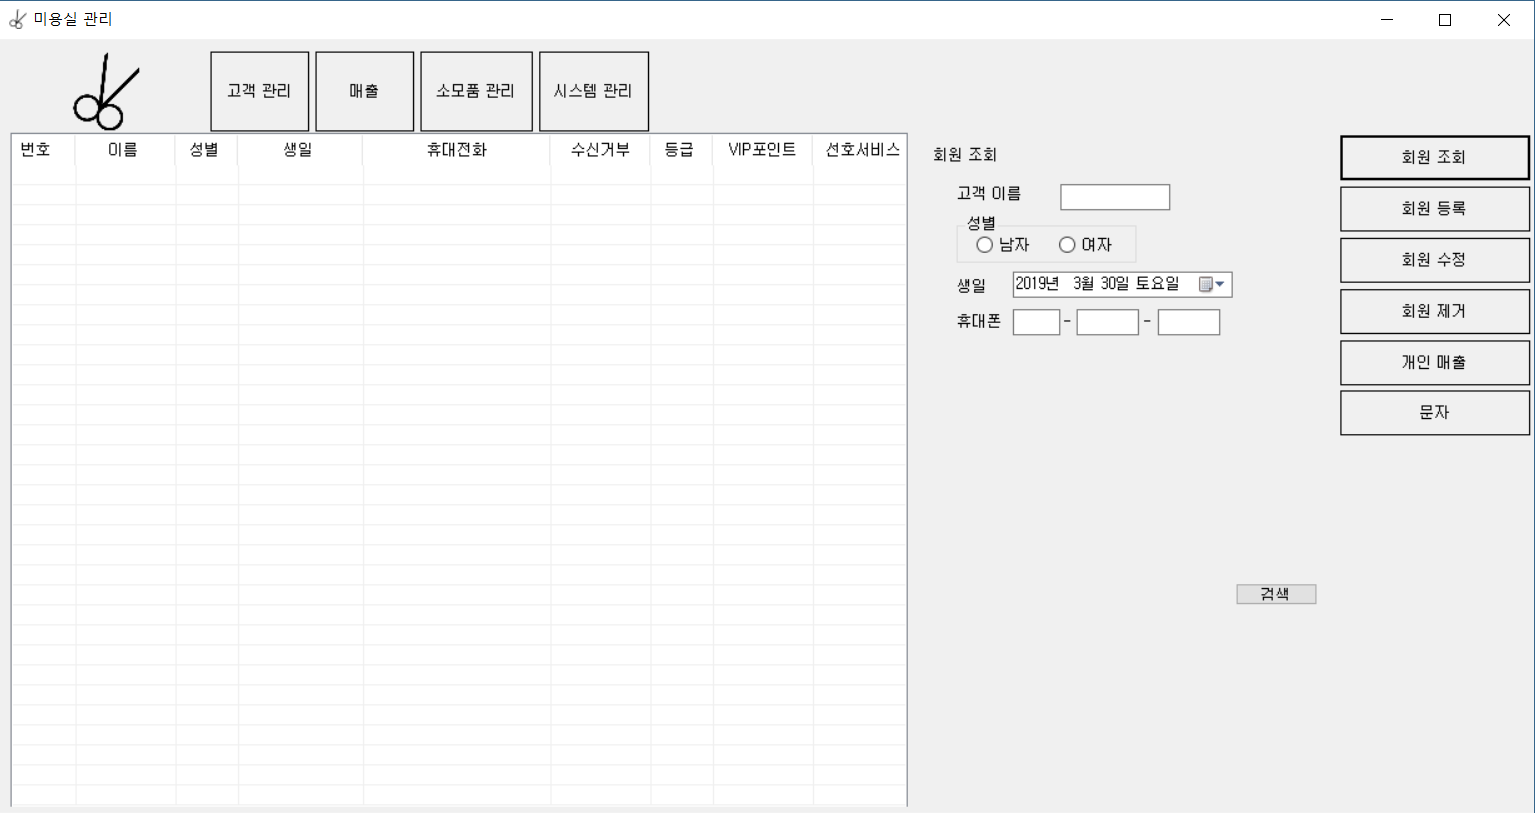 미용실 관리
고객 관리 매출 소모품 관리 시스템 관리
번호 이름 성별 생일 휴대전화 수신거부 등급 VIP포인트 선호서비스
회원 조회
고객 이름
성별
남자 여자
생일 2019년 3월 30일 토요일
휴대폰 - -
검색
회원 조회
회원 등록
회원 수정
회원 제거
개인 매출
문자